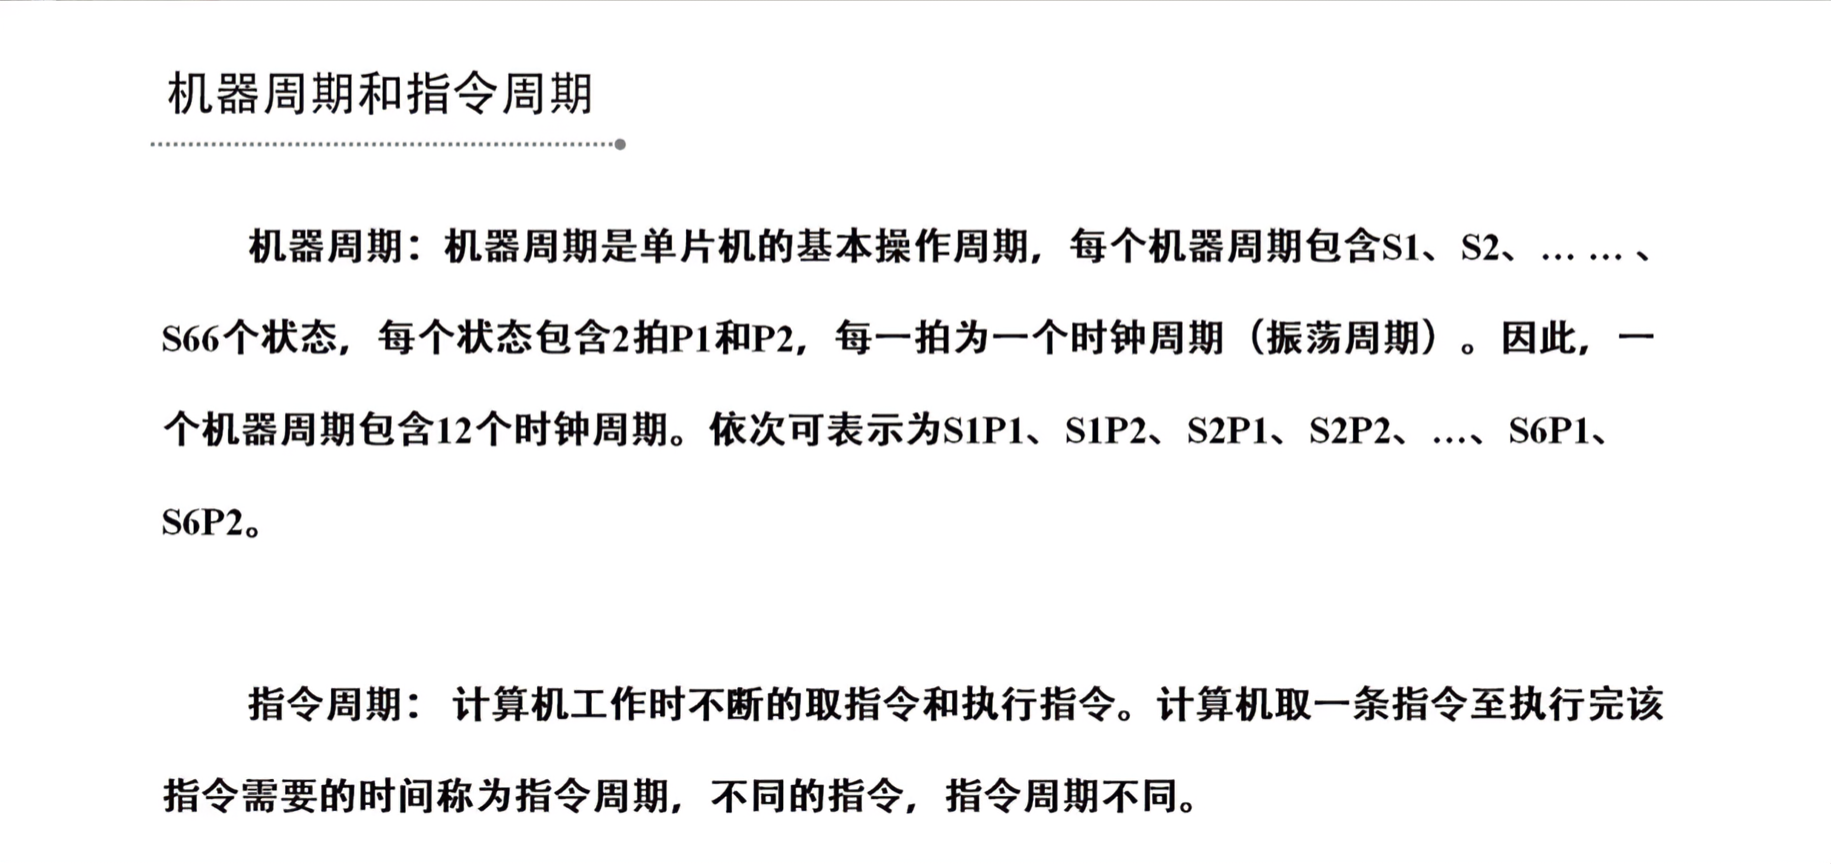 机器周期和指令周期
机器周期：机器周期是单片机的基本操作周期，每个机器周期包含S1、S2、… …、
S66个状态，每个状态包含2拍P1和P2，每一拍为一个时钟周期（振荡周期）。因此，一
个机器周期包含12个时钟周期。依次可表示为S1P1、S1P2、S2P1、S2P2、…、S6P1、
S6P2。
指令周期： 计算机工作时不断的取指令和执行指令。计算机取一条指令至执行完该
指令需要的时间称为指令周期，不同的指令，指令周期不同。